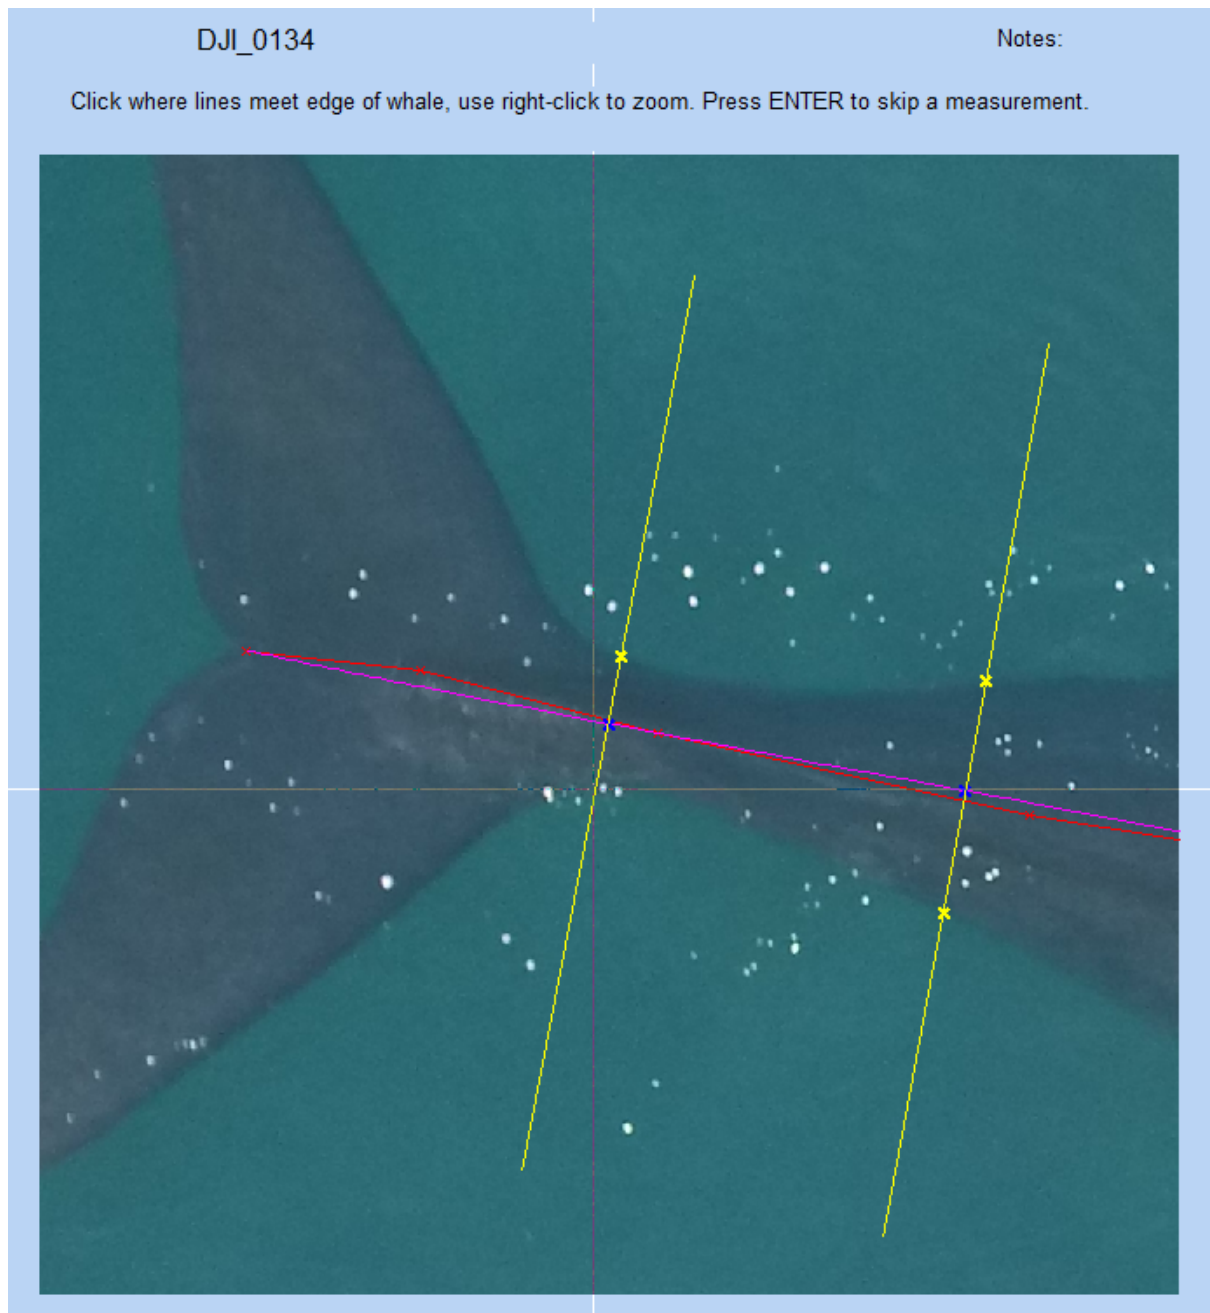 DJI_0134
Notes:
Click where lines meet edge of whale, use right-click to zoom. Press ENTER to skip a measurement.